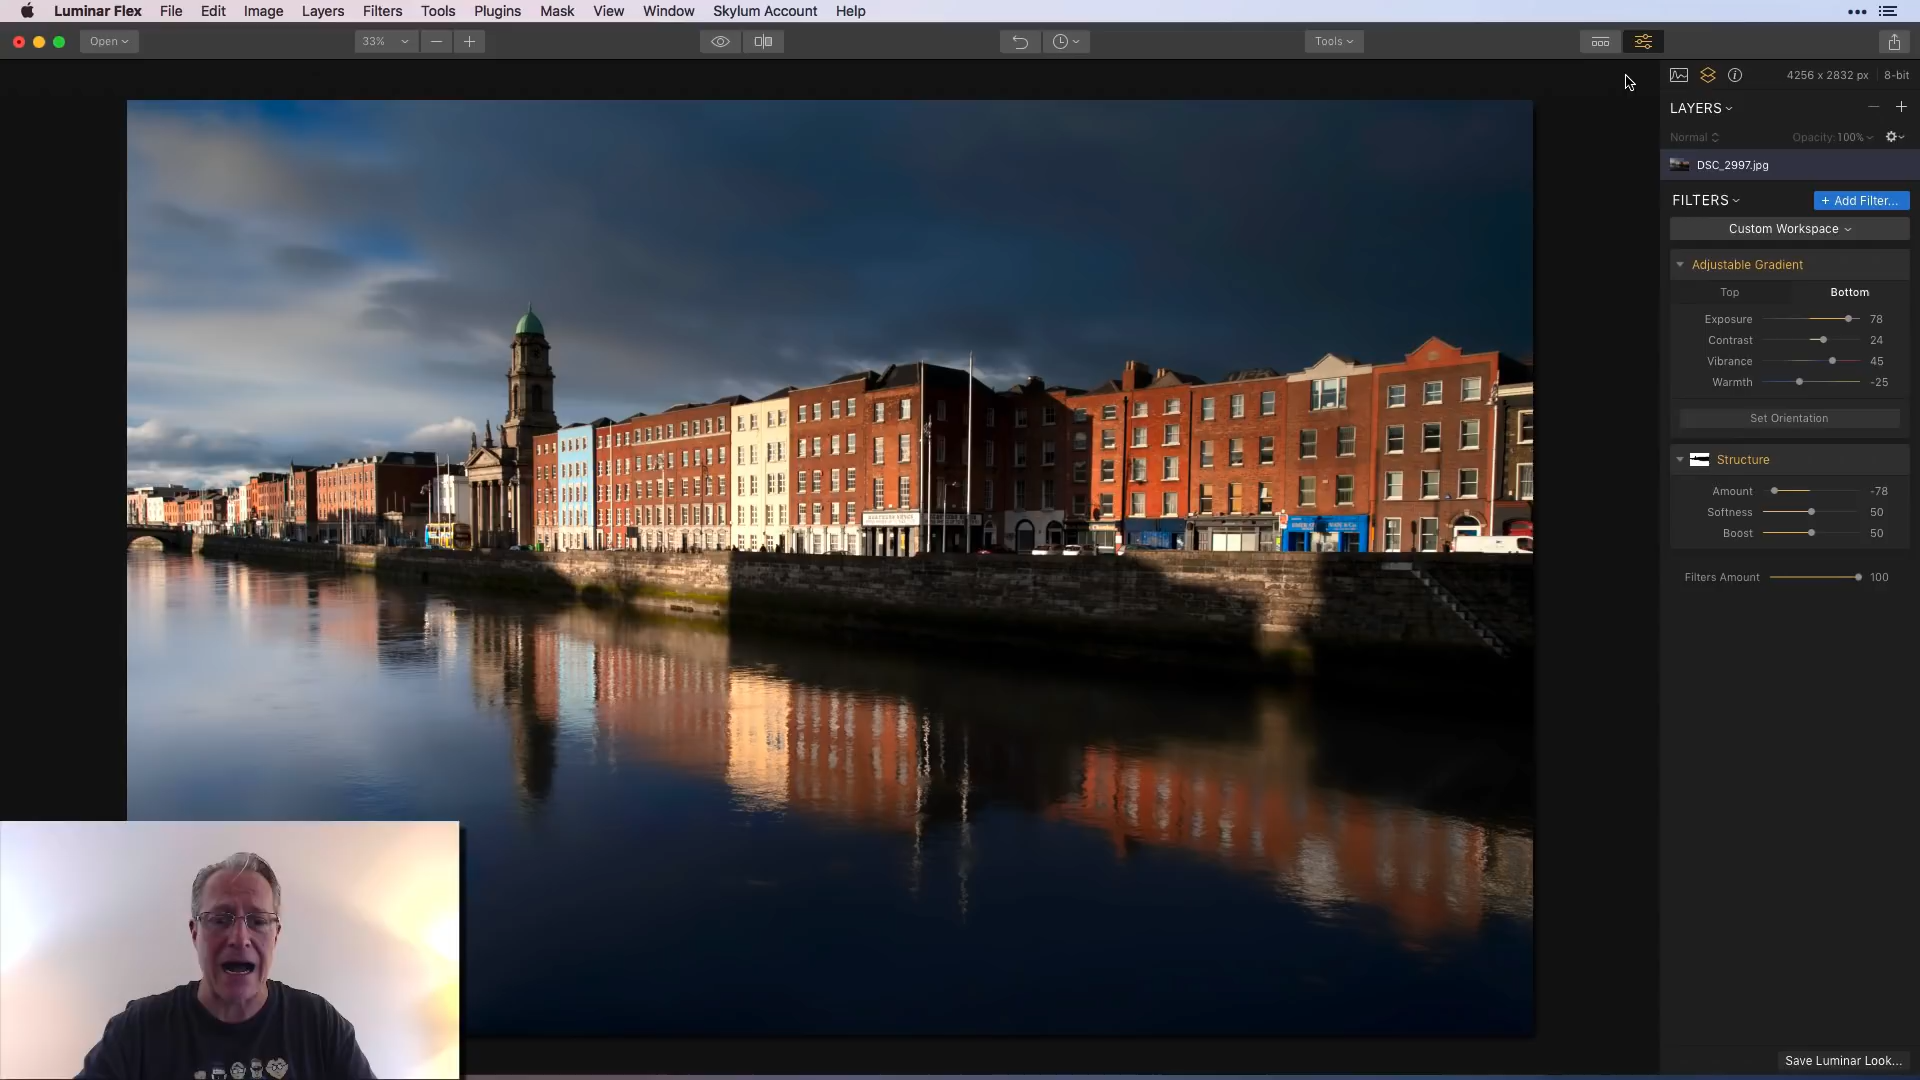 Luminar Flex File Edit Image Layers Filters Tools Plugins Mask View Window Skylum Account Help
Open 33% Tools
4256 x 2832 px 8-bit
LAYERS
Normal Opacity: 100%
DSC_2997.jpg
FILTERS + Add Filter...
Custom Workspace
Adjustable Gradient
Top Bottom
Exposure 78
Contrast 24
Vibrance 45
Warmth -25
Set Orientation
Structure
Amount -78
Softness 50
Boost 50
Filters Amount 100
Save Luminar Look...